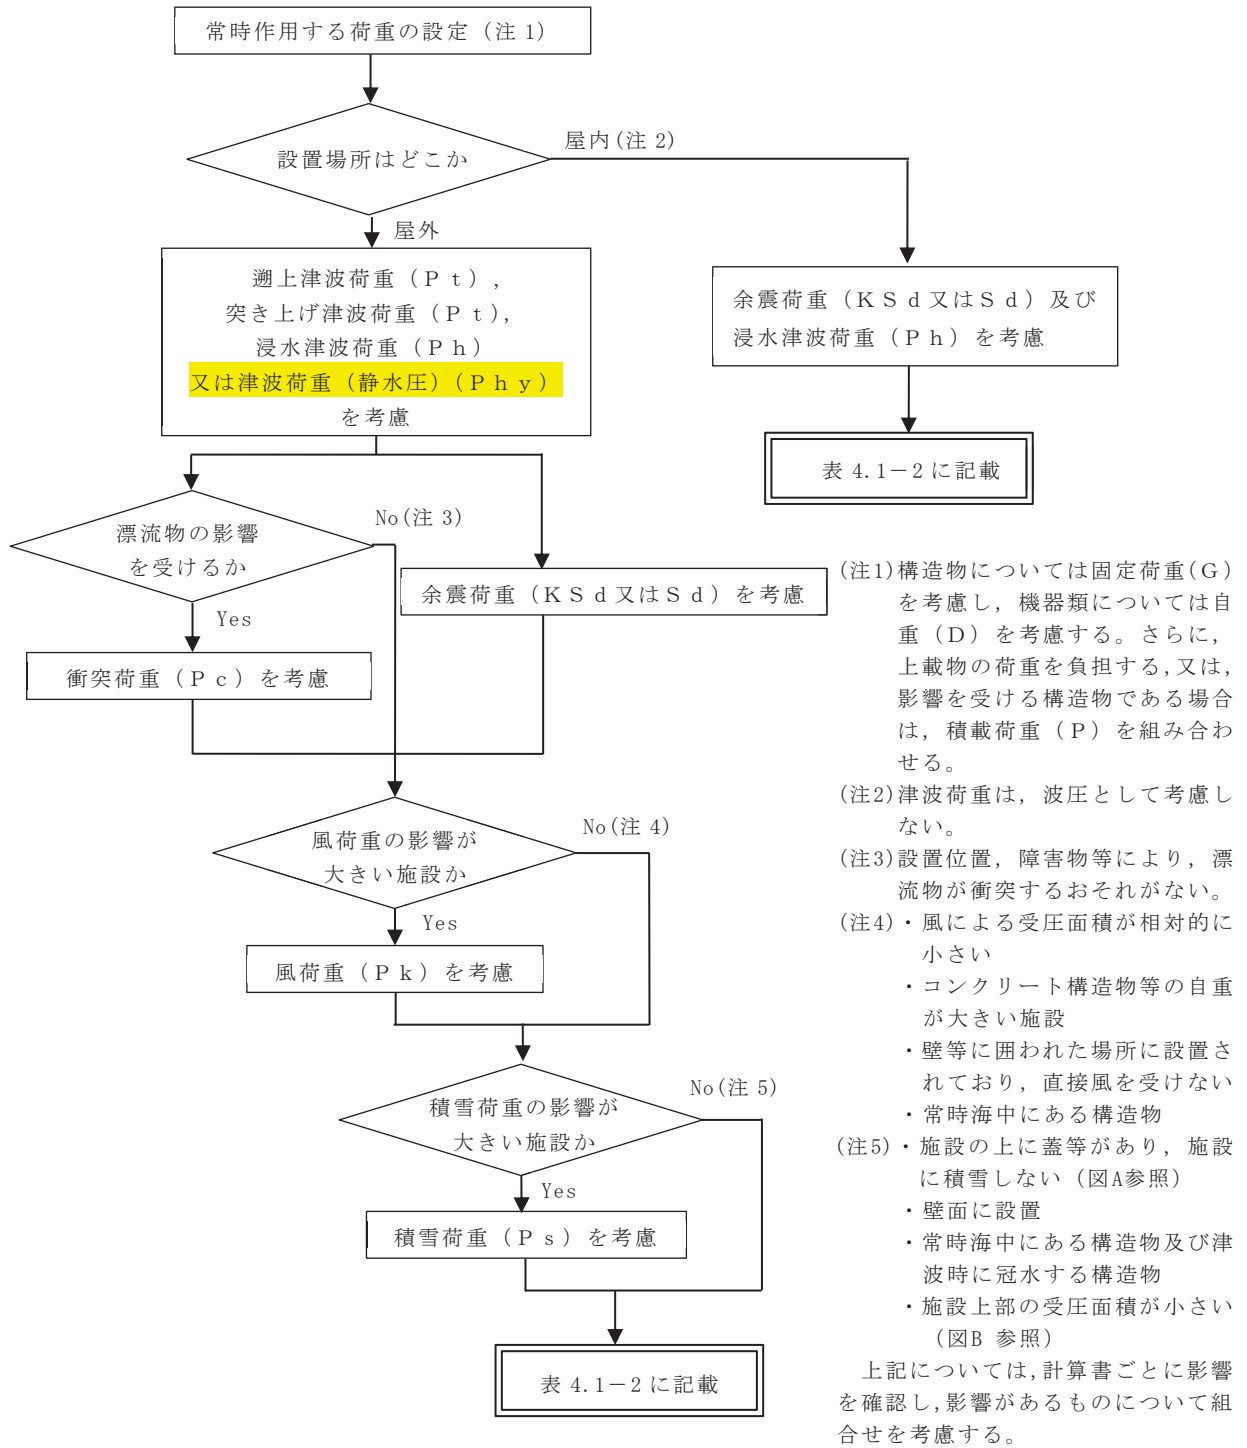 常時作用する荷重の設定（注 1）
設置場所はどこか
屋内(注 2)
屋外
遡上津波荷重（Ｐｔ），
突き上げ津波荷重（Ｐｔ），
浸水津波荷重（Ｐｈ）
又は津波荷重（静水圧）（Ｐｈｙ）
を考慮
余震荷重（ＫＳｄ又はＳｄ）及び
浸水津波荷重（Ｐｈ）を考慮
表 4.1－2 に記載
漂流物の影響
を受けるか
No(注 3)
Yes
衝突荷重（Ｐｃ）を考慮
余震荷重（ＫＳｄ又はＳｄ）を考慮
風荷重の影響が
大きい施設か
No(注 4)
Yes
風荷重（Ｐｋ）を考慮
積雪荷重の影響が
大きい施設か
No(注 5)
Yes
積雪荷重（Ｐｓ）を考慮
表 4.1－2 に記載
(注1)構造物については固定荷重(Ｇ)
を考慮し，機器類については自
重（Ｄ）を考慮する。さらに，
上載物の荷重を負担する,又は,
影響を受ける構造物である場合
は，積載荷重（Ｐ）を組み合わ
せる。
(注2)津波荷重は，波圧として考慮し
ない。
(注3)設置位置，障害物等により，漂
流物が衝突するおそれがない。
(注4)・風による受圧面積が相対的に
小さい
・コンクリート構造物等の自重
が大きい施設
・壁等に囲われた場所に設置さ
れており，直接風を受けない
・常時海中にある構造物
(注5)・施設の上に蓋等があり，施設
に積雪しない（図A参照）
・壁面に設置
・常時海中にある構造物及び津
波時に冠水する構造物
・施設上部の受圧面積が小さい
（図B 参照）
上記については,計算書ごとに影響
を確認し,影響があるものについて組
合せを考慮する。